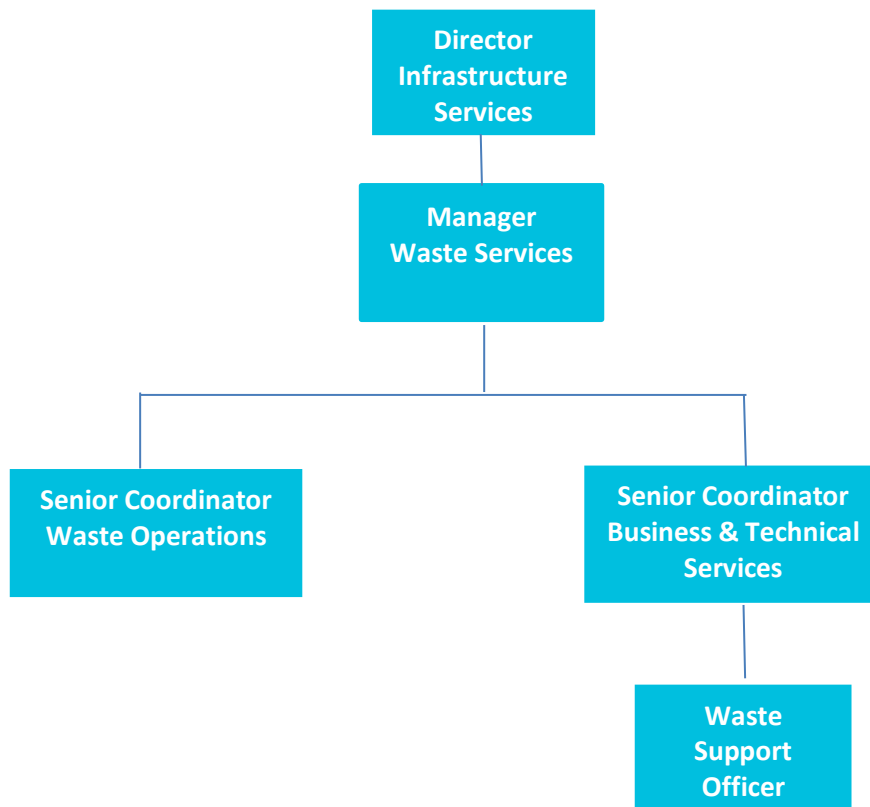 Director
Infrastructure
Services
Manager
Waste Services
Senior Coordinator
Waste Operations
Senior Coordinator
Business & Technical
Services
Waste
Support
Officer